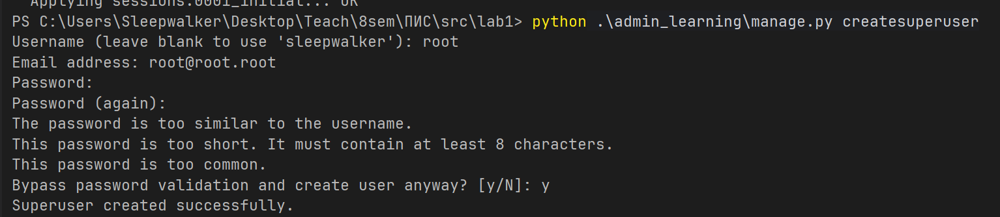 Applying sessions.0001_initial... OK
PS C:\Users\Sleepwalker\Desktop\Teach\8sem\ПИС\src\lab1> python .\admin_learning\manage.py createsuperuser
Username (leave blank to use 'sleepwalker'): root
Email address: root@root.root
Password:
Password (again):
The password is too similar to the username.
This password is too short. It must contain at least 8 characters.
This password is too common.
Bypass password validation and create user anyway? [y/N]: y
Superuser created successfully.